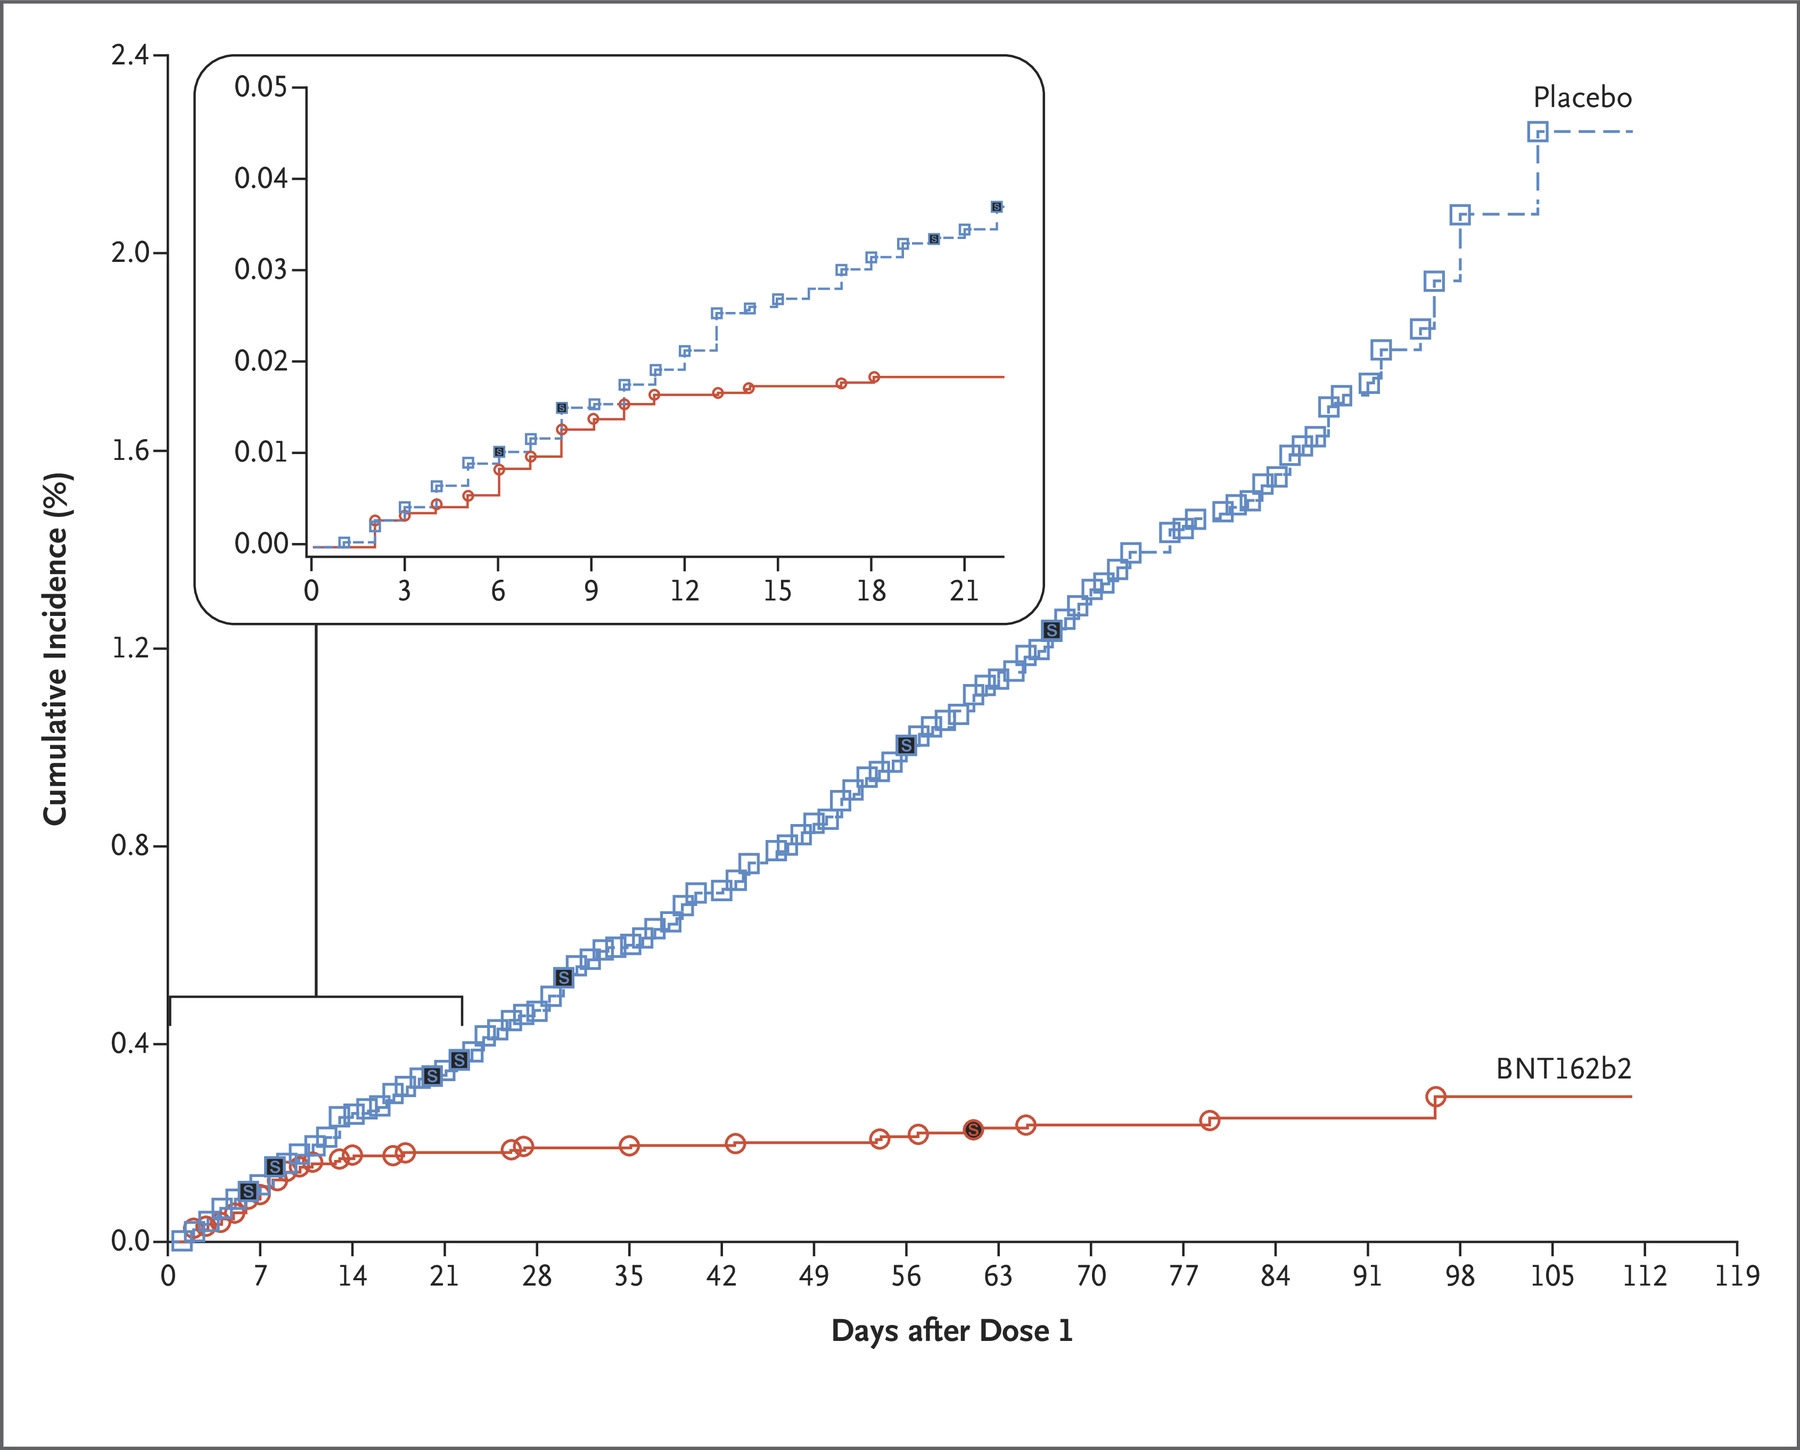 2.4
2.0
1.6
1.2
0.8
0.4
0.0
Cumulative Incidence (%)
0.05
0.04
0.03
0.02
0.01
0.00
0 3 6 9 12 15 18 21
S S S S
Placebo
BNT162b2
S S S S S S S
S
0 7 14 21 28 35 42 49 56 63 70 77 84 91 98 105 112 119
Days after Dose 1